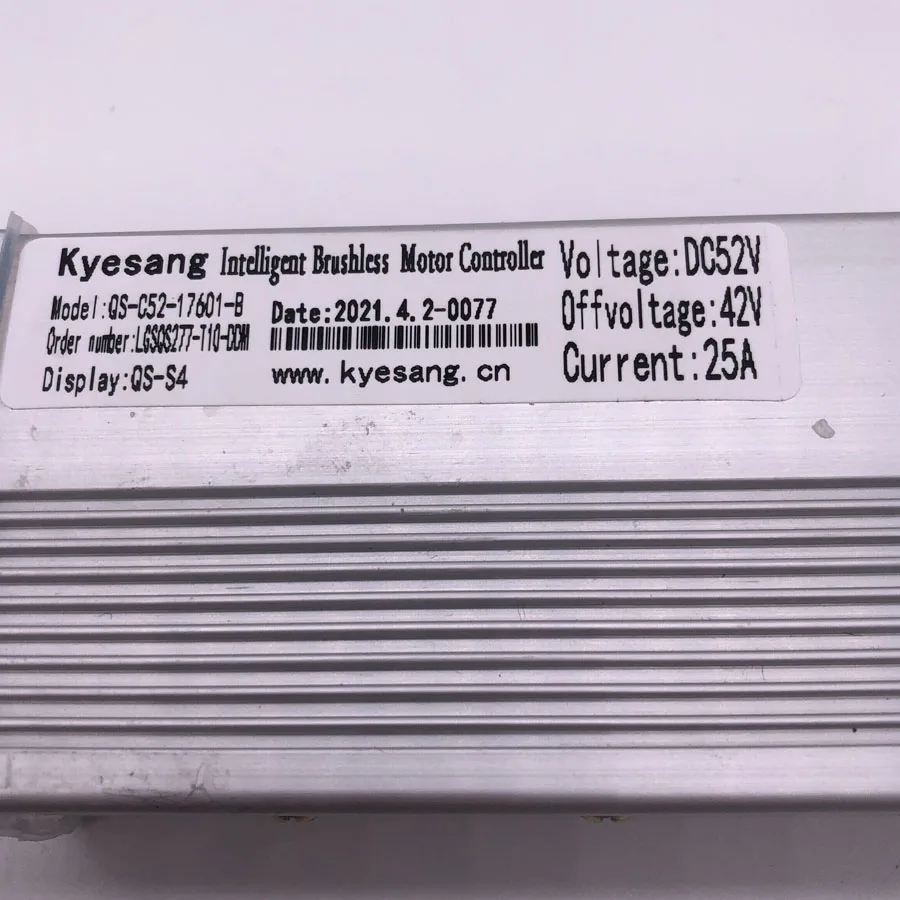 Kyesang Intelligent Brushless Motor Controller
Model:QS-C52-17601-B
Order number:LGSQS277-T10-DDM
Display:QS-S4
Date:2021.4.2-0077
www.kyesang.cn
Voltage:DC52V
Offvoltage:42V
Current:25A